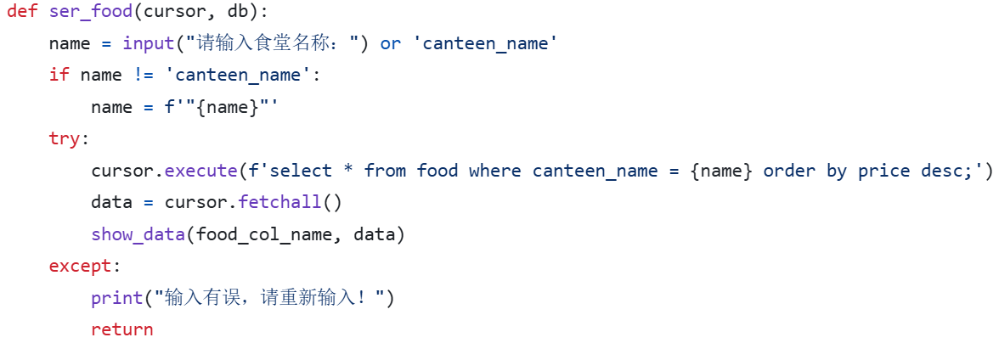 def ser_food(cursor, db):
    name = input("请输入食堂名称：") or 'canteen_name'
    if name != 'canteen_name':
        name = f'"{name}"'
    try:
        cursor.execute(f'select * from food where canteen_name = {name} order by price desc;')
        data = cursor.fetchall()
        show_data(food_col_name, data)
    except:
        print("输入有误，请重新输入！")
        return